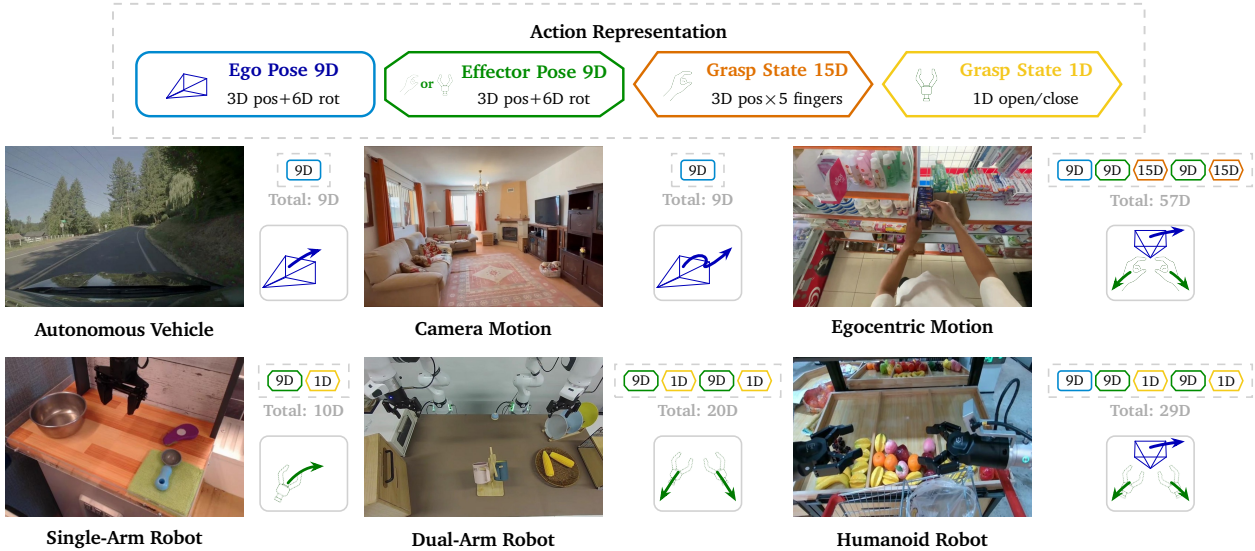 Action Representation
Ego Pose 9D
3D pos+6D rot
or
Effector Pose 9D
3D pos+6D rot
Grasp State 15D
3D pos×5 fingers
Grasp State 1D
1D open/close
9D
Total: 9D
Autonomous Vehicle
9D
Total: 9D
Camera Motion
9D 9D 15D 9D 15D
Total: 57D
Egocentric Motion
9D 1D
Total: 10D
Single-Arm Robot
9D 1D 9D 1D
Total: 20D
Dual-Arm Robot
9D 9D 1D 9D 1D
Total: 29D
Humanoid Robot